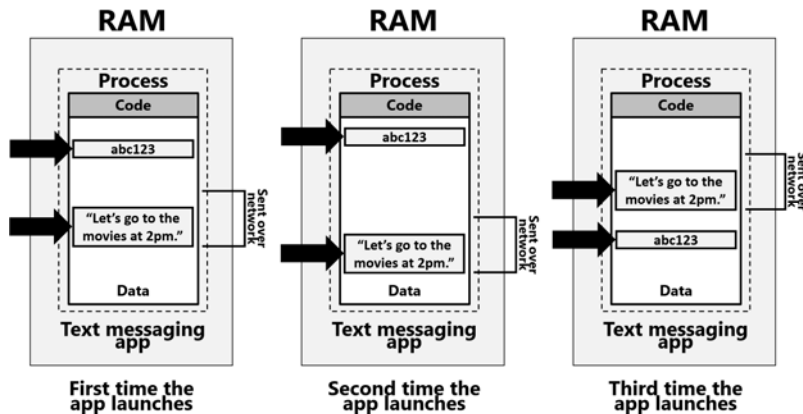 RAM
Process
Code
abc123
“Let’s go to the
movies at 2pm.”
Sent over
network
Data
Text messaging
app
First time the
app launches
RAM
Process
Code
abc123
“Let’s go to the
movies at 2pm.”
Sent over
network
Data
Text messaging
app
Second time the
app launches
RAM
Process
Code
“Let’s go to the
movies at 2pm.”
abc123
Sent over
network
Data
Text messaging
app
Third time the
app launches